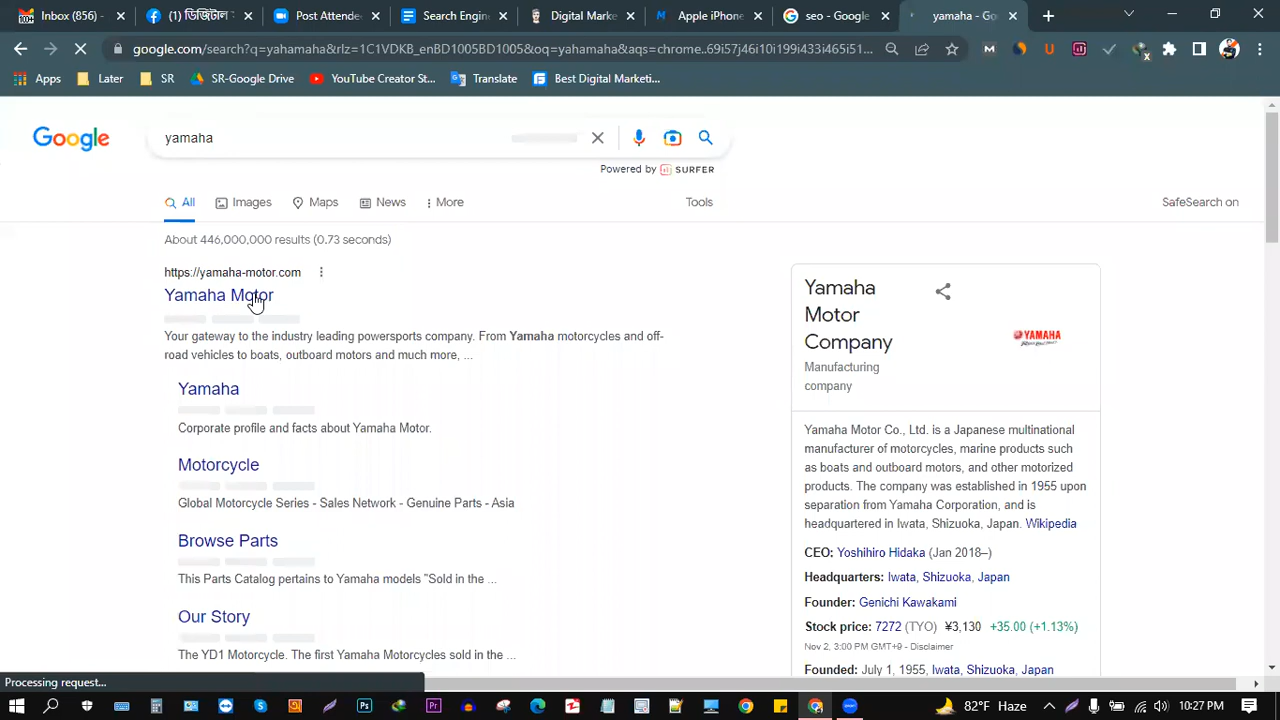 Inbox (856) -
(1) ডিজিটাল
Post Attende
Search Engin
Digital Marke
Apple iPhone
seo - Google
yamaha - Go
google.com/search?q=yahamaha&rlz=1C1VDKB_enBD1005BD1005&oq=yahamaha&aqs=chrome..69i57j46i10i199i433i465i51...
Apps
Later
SR
SR-Google Drive
YouTube Creator St...
Translate
Best Digital Marketi...
Google
yamaha
Powered by SURFER
All
Images
Maps
News
More
Tools
SafeSearch on
About 446,000,000 results (0.73 seconds)
https://yamaha-motor.com
Yamaha Motor
Your gateway to the industry leading powersports company. From Yamaha motorcycles and off-
road vehicles to boats, outboard motors and much more, ...
Yamaha
Corporate profile and facts about Yamaha Motor.
Motorcycle
Global Motorcycle Series - Sales Network - Genuine Parts - Asia
Browse Parts
This Parts Catalog pertains to Yamaha models "Sold in the ...
Our Story
The YD1 Motorcycle. The first Yamaha Motorcycles sold in the ...
Yamaha
Motor
Company
YAMAHA
Manufacturing
company
Yamaha Motor Co., Ltd. is a Japanese multinational
manufacturer of motorcycles, marine products such
as boats and outboard motors, and other motorized
products. The company was established in 1955 upon
separation from Yamaha Corporation, and is
headquartered in Iwata, Shizuoka, Japan. Wikipedia
CEO: Yoshihiro Hidaka (Jan 2018–)
Headquarters: Iwata, Shizuoka, Japan
Founder: Genichi Kawakami
Stock price: 7272 (TYO) ¥3,130 +35.00 (+1.13%)
Nov 2, 3:00 PM GMT+9 - Disclaimer
Founded: July 1, 1955, Iwata, Shizuoka, Japan
Processing request...
82°F Haze
10:27 PM